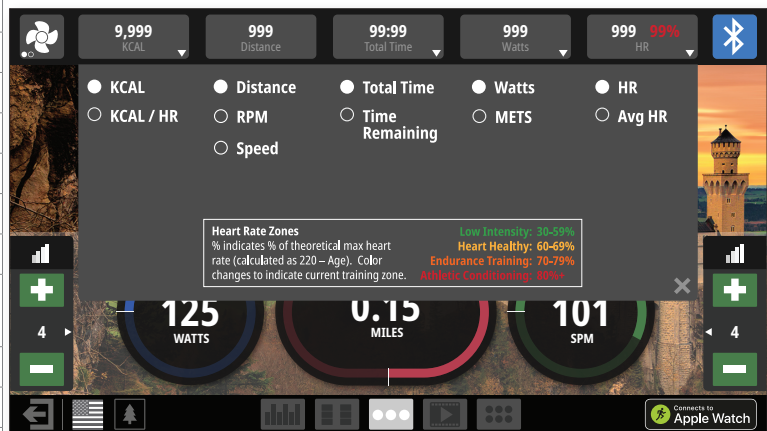 9,999
KCAL
999
Distance
99:99
Total Time
999
Watts
999 99%
HR
KCAL
Distance
Total Time
Watts
HR
KCAL / HR
RPM
Time
Remaining
METS
Avg HR
Speed
Heart Rate Zones
% indicates % of theoretical max heart
rate (calculated as 220 – Age). Color
changes to indicate current training zone.
Low Intensity: 30-59%
Heart Healthy: 60-69%
Endurance Training: 70-79%
Athletic Conditioning: 80%+
4
125
WATTS
0.15
MILES
101
SPM
4
Connects to
Apple Watch